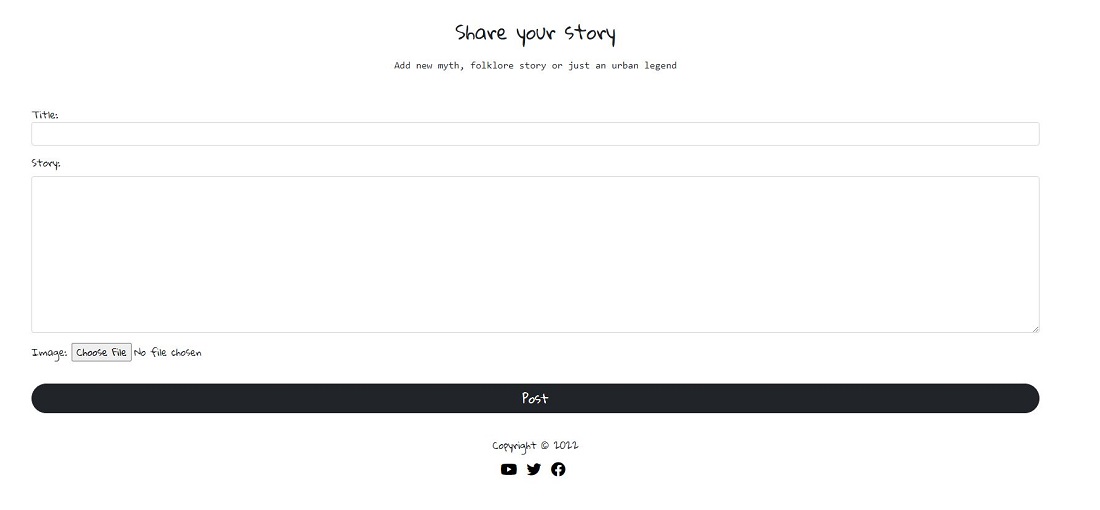 Share your story
Add new myth, folklore story or just an urban legend
Title:
Story:
Image: Choose File No file chosen
Post
Copyright © 2022